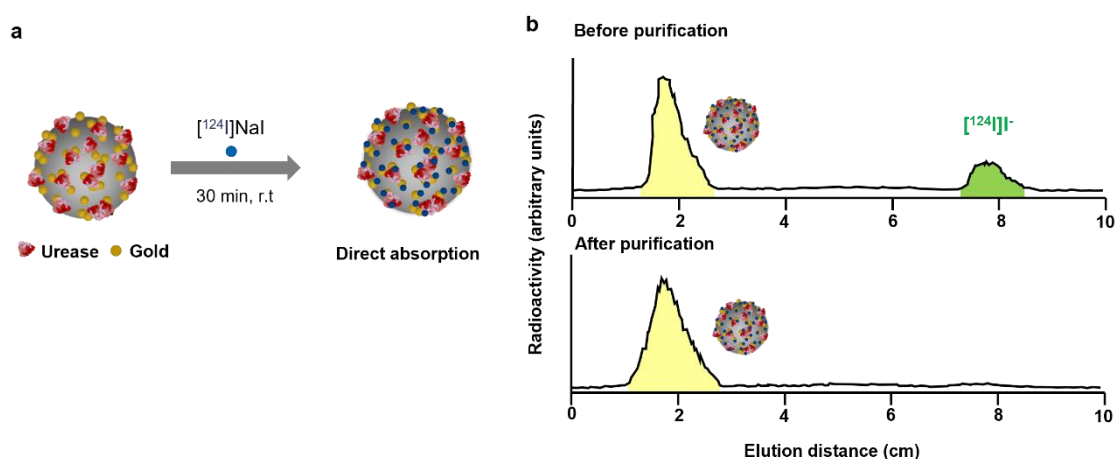 a
[¹²⁴I]NaI
30 min, r.t
Urease Gold
Direct absorption
b
Before purification
[¹²⁴I]I⁻
0 2 4 6 8 10
After purification
0 2 4 6 8 10
Radioactivity (arbitrary units)
Elution distance (cm)